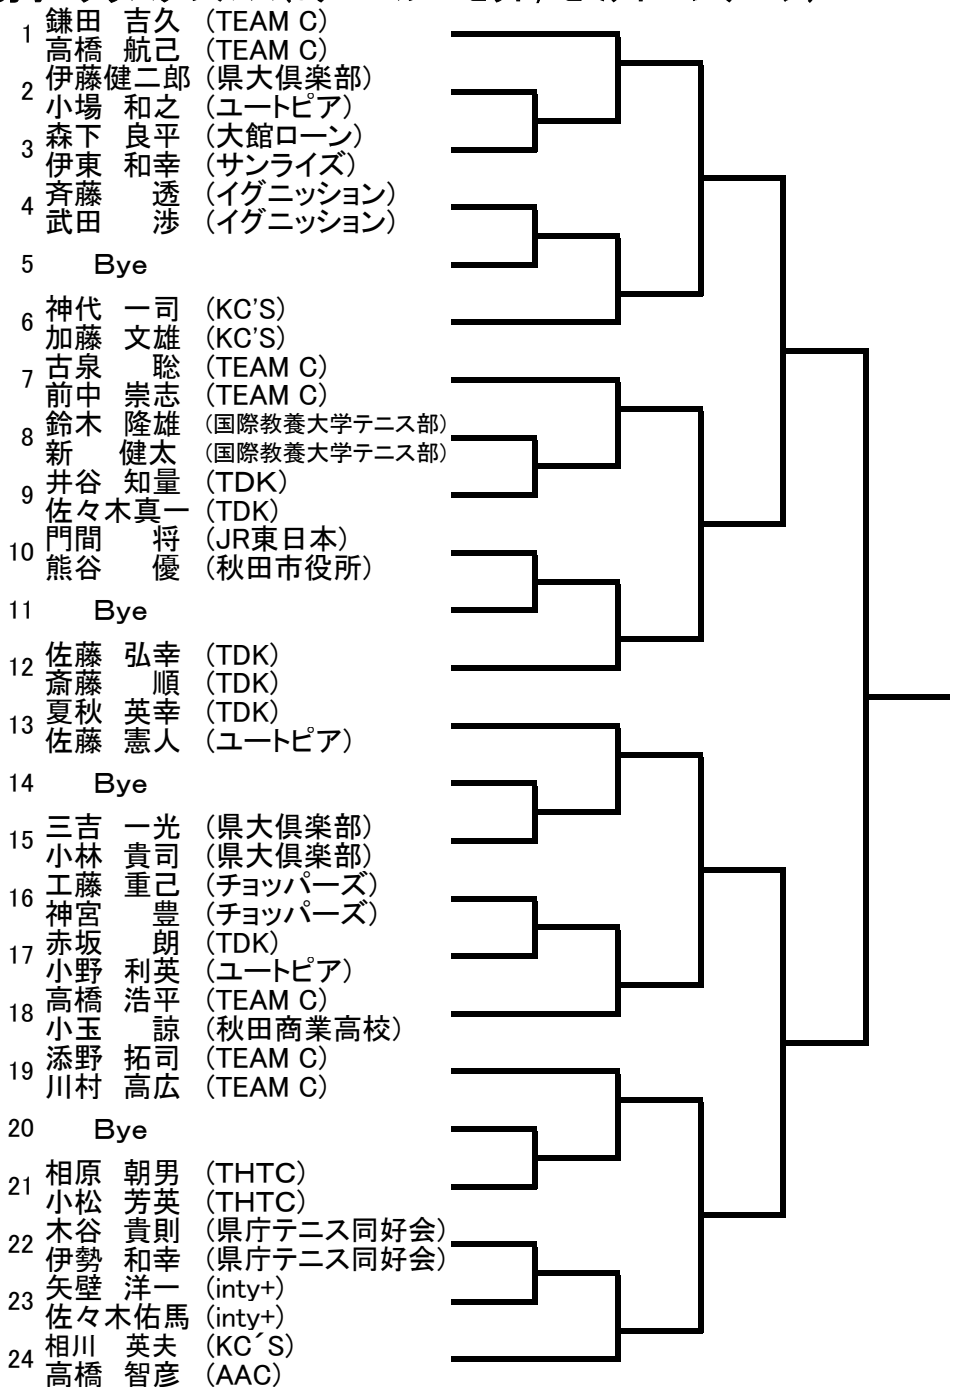 1 鎌田 吉久 (TEAM C)
高橋 航己 (TEAM C)
2 伊藤健二郎 (県大倶楽部)
小場 和之 (ユートピア)
3 森下 良平 (大館ローン)
伊東 和幸 (サンライズ)
4 斉藤 透 (イグニッション)
武田 渉 (イグニッション)
5 Bye
6 神代 一司 (KC'S)
加藤 文雄 (KC'S)
7 古泉 聡 (TEAM C)
前中 崇志 (TEAM C)
8 鈴木 隆雄 (国際教養大学テニス部)
新 健太 (国際教養大学テニス部)
9 井谷 知量 (TDK)
佐々木真一 (TDK)
10 門間 将 (JR東日本)
熊谷 優 (秋田市役所)
11 Bye
12 佐藤 弘幸 (TDK)
斎藤 順 (TDK)
13 夏秋 英幸 (TDK)
佐藤 憲人 (ユートピア)
14 Bye
15 三吉 一光 (県大倶楽部)
小林 貴司 (県大倶楽部)
16 工藤 重己 (チョッパーズ)
神宮 豊 (チョッパーズ)
17 赤坂 朗 (TDK)
小野 利英 (ユートピア)
18 高橋 浩平 (TEAM C)
小玉 諒 (秋田商業高校)
19 添野 拓司 (TEAM C)
川村 高広 (TEAM C)
20 Bye
21 相原 朝男 (THTC)
小松 芳英 (THTC)
22 木谷 貴則 (県庁テニス同好会)
伊勢 和幸 (県庁テニス同好会)
23 矢壁 洋一 (inty+)
佐々木佑馬 (inty+)
24 相川 英夫 (KC´S)
高橋 智彦 (AAC)